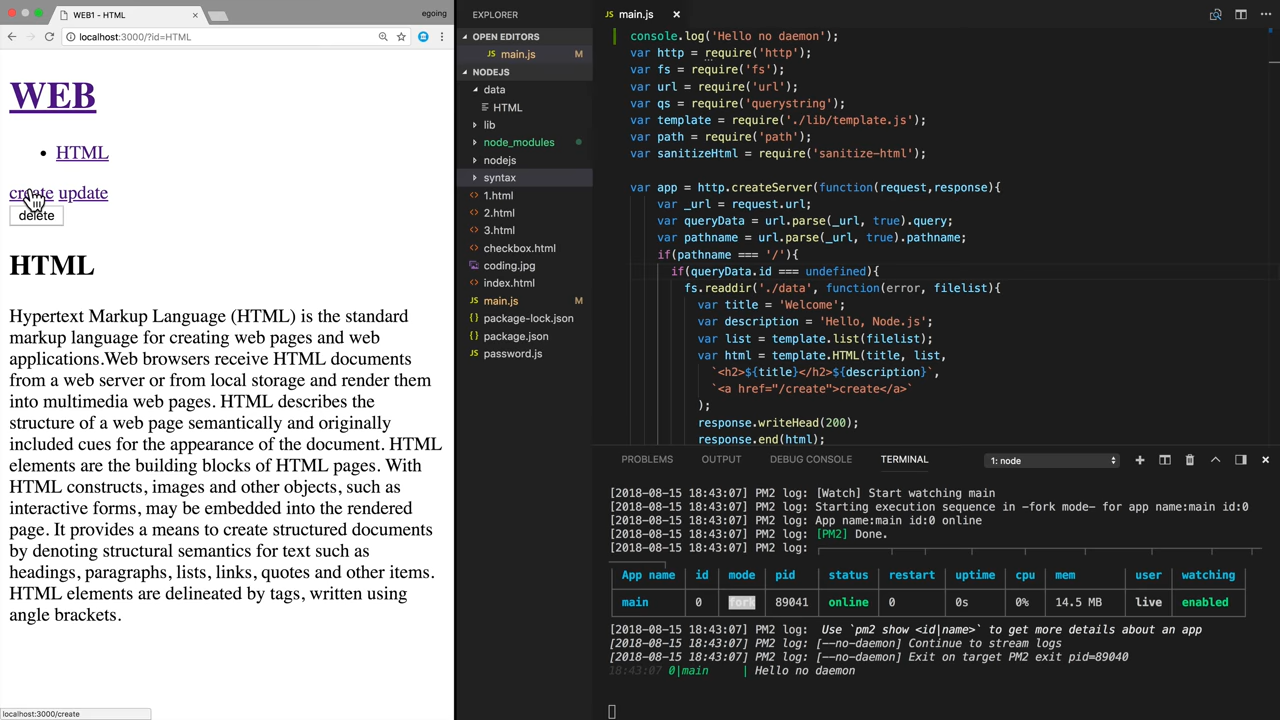 WEB1 - HTML
egoing
localhost:3000/?id=HTML
WEB
HTML
create update
delete
HTML
Hypertext Markup Language (HTML) is the standard
markup language for creating web pages and web
applications.Web browsers receive HTML documents
from a web server or from local storage and render them
into multimedia web pages. HTML describes the
structure of a web page semantically and originally
included cues for the appearance of the document. HTML
elements are the building blocks of HTML pages. With
HTML constructs, images and other objects, such as
interactive forms, may be embedded into the rendered
page. It provides a means to create structured documents
by denoting structural semantics for text such as
headings, paragraphs, lists, links, quotes and other items.
HTML elements are delineated by tags, written using
angle brackets.
localhost:3000/create
EXPLORER
OPEN EDITORS
main.js M
NODEJS
data
HTML
lib
node_modules
nodejs
syntax
1.html
2.html
3.html
checkbox.html
coding.jpg
index.html
main.js M
package-lock.json
package.json
password.js
main.js
console.log('Hello no daemon');
var http = require('http');
var fs = require('fs');
var url = require('url');
var qs = require('querystring');
var template = require('./lib/template.js');
var path = require('path');
var sanitizeHtml = require('sanitize-html');
var app = http.createServer(function(request,response){
var _url = request.url;
var queryData = url.parse(_url, true).query;
var pathname = url.parse(_url, true).pathname;
if(pathname === '/'){
if(queryData.id === undefined){
fs.readdir('./data', function(error, filelist){
var title = 'Welcome';
var description = 'Hello, Node.js';
var list = template.list(filelist);
var html = template.HTML(title, list,
`<h2>${title}</h2>${description}`,
`<a href="/create">create</a>`
);
response.writeHead(200);
response.end(html);
PROBLEMS OUTPUT DEBUG CONSOLE TERMINAL 1: node
[2018-08-15 18:43:07] PM2 log: [Watch] Start watching main
[2018-08-15 18:43:07] PM2 log: Starting execution sequence in -fork mode- for app name:main id:0
[2018-08-15 18:43:07] PM2 log: App name:main id:0 online
[2018-08-15 18:43:07] PM2 log: [PM2] Done.
[2018-08-15 18:43:07] PM2 log:
App name id mode pid status restart uptime cpu mem user watching
main 0 fork 89041 online 0 0s 0% 14.5 MB live enabled
[2018-08-15 18:43:07] PM2 log: Use `pm2 show <id|name>` to get more details about an app
[2018-08-15 18:43:07] PM2 log: [--no-daemon] Continue to stream logs
[2018-08-15 18:43:07] PM2 log: [--no-daemon] Exit on target PM2 exit pid=89040
18:43:07 0|main | Hello no daemon